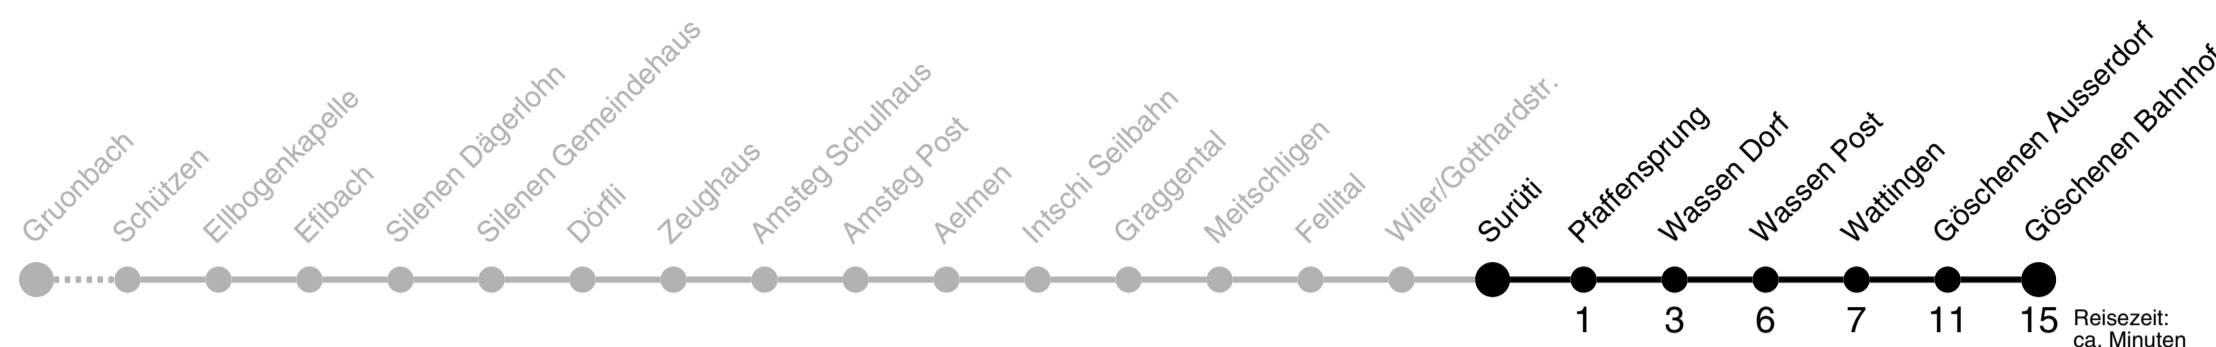 Gruonbach
Schützen
Ellbogenkapelle
Efibach
Silenen Dägerlohn
Silenen Gemeindehaus
Dörfli
Zeughaus
Amsteg Schulhaus
Amsteg Post
Aelmen
Intschi Seilbahn
Graggental
Meitschligen
Fellital
Wiler/Gotthardstr.
Surüti
Pfaffensprung
Wassen Dorf
Wassen Post
Wattingen
Göschenen Ausserdorf
Göschenen Bahnhof
1 3 6 7 11 15
Reisezeit:
ca. Minuten